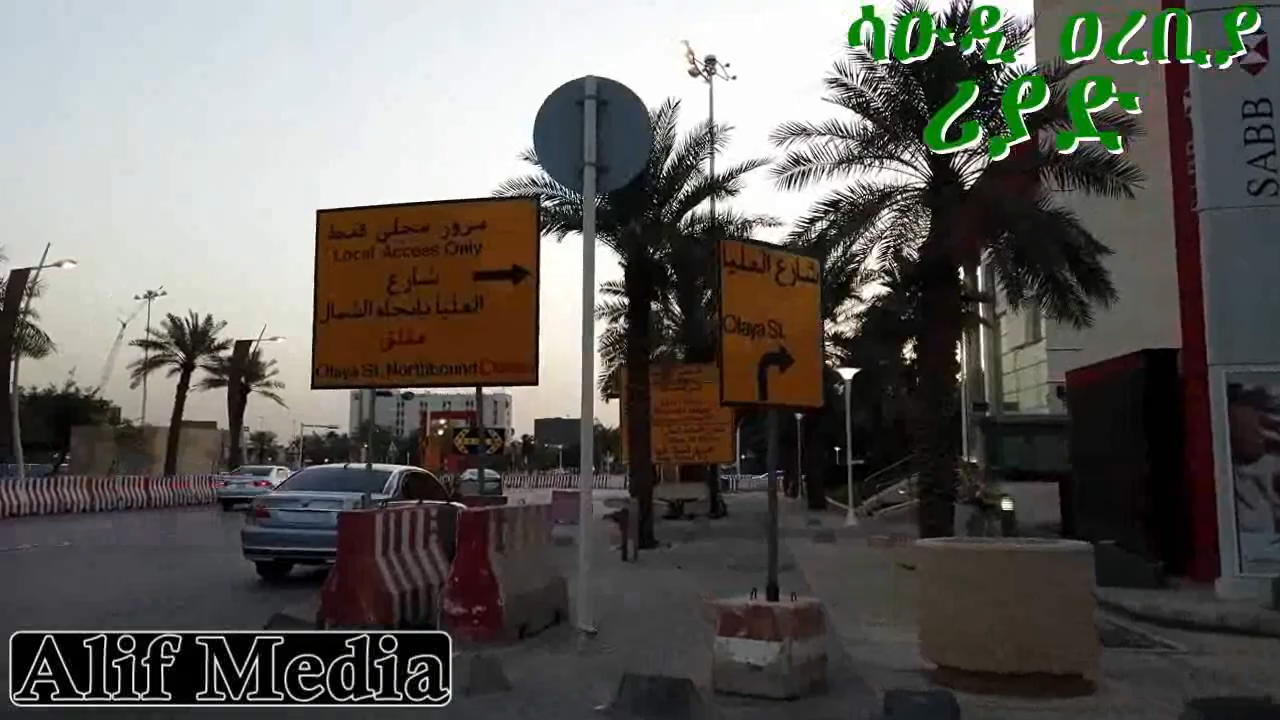 ሳውዲ ዐረቢያ
ሪያድ
SABB
مرور محلي فقط
Local Access Only
شارع
العليا باتجاه الشمال
مغلق
Olaya St. Northbound Closed
شارع العليا
Olaya St.
Alif Media